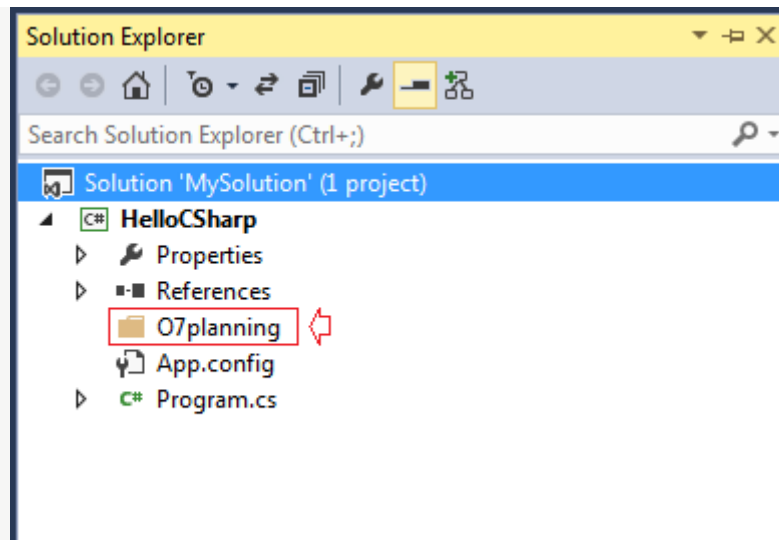 Solution Explorer
Search Solution Explorer (Ctrl+;)
Solution 'MySolution' (1 project)
C# HelloCSharp
Properties
References
O7planning
App.config
C# Program.cs